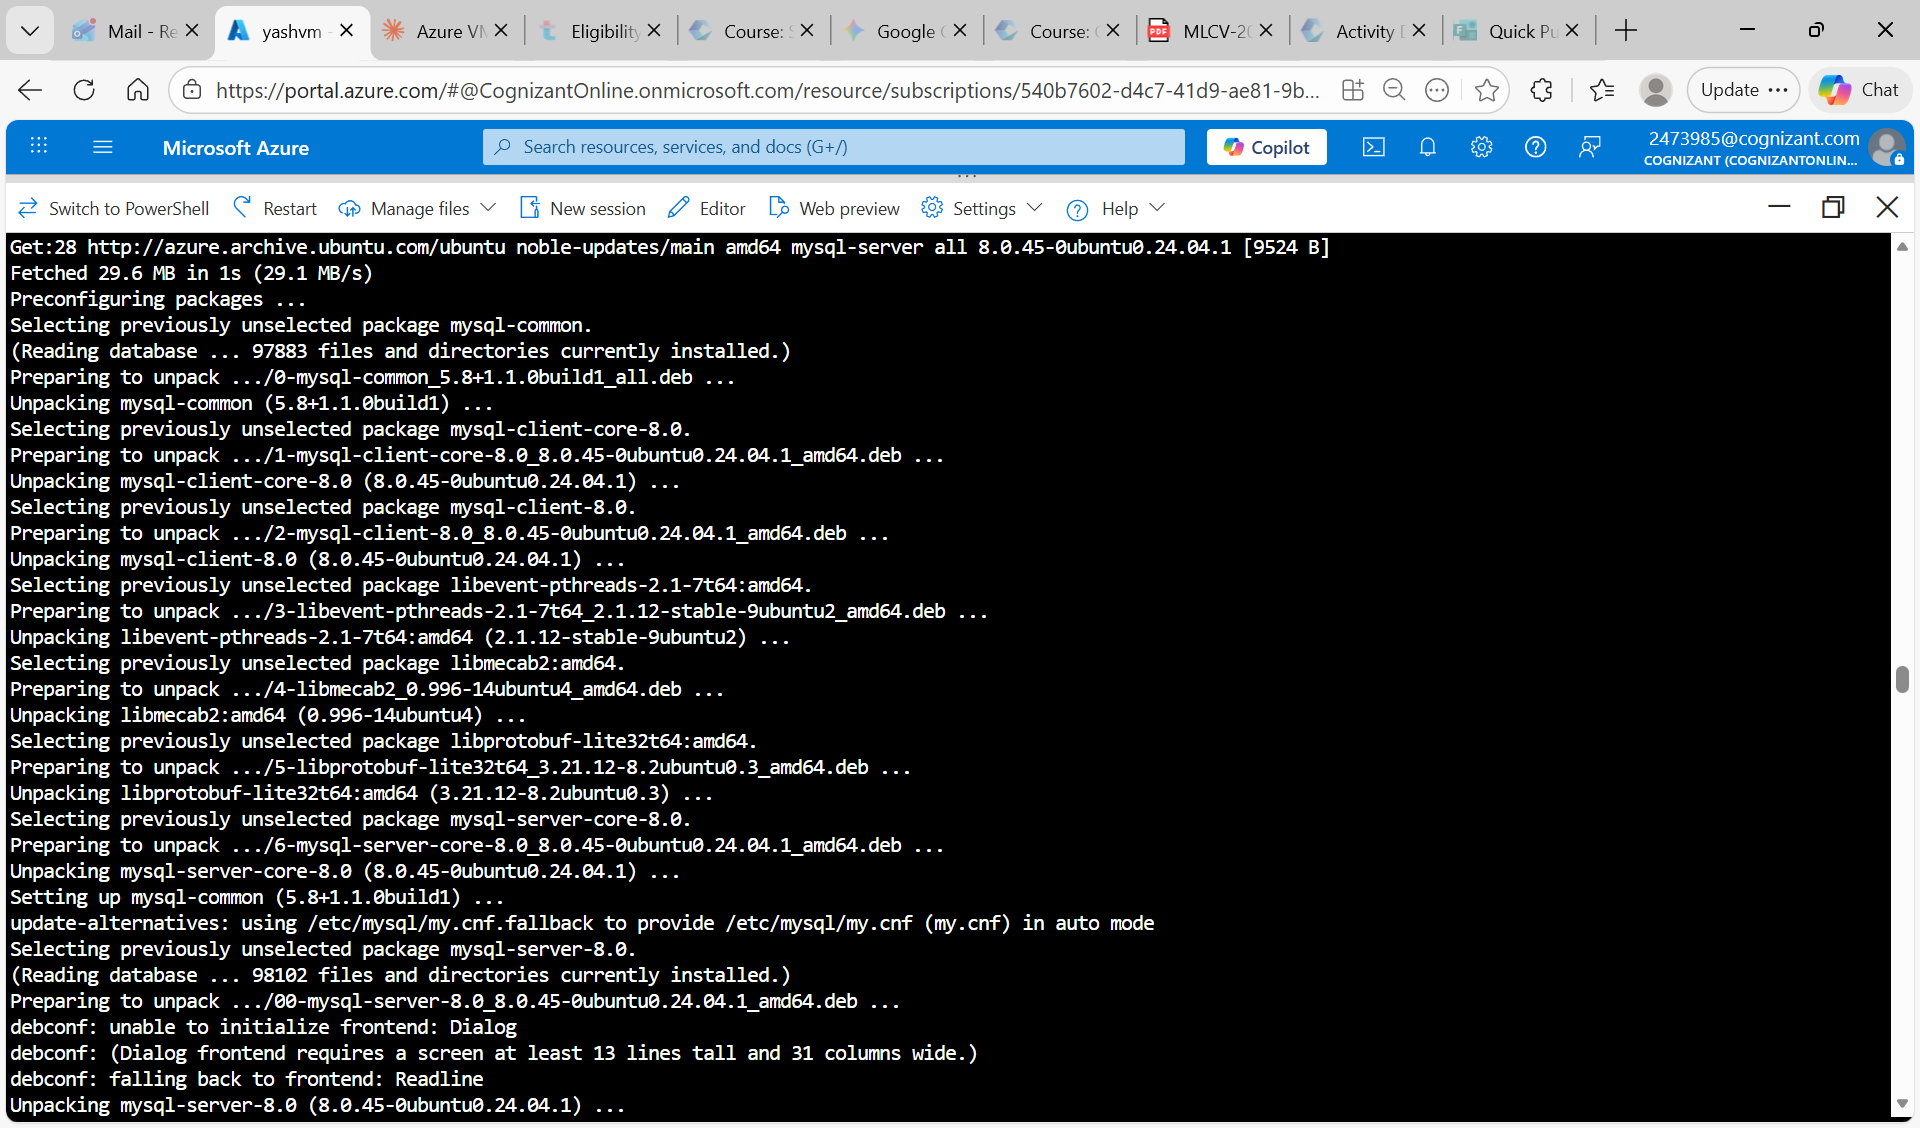 Mail - Re
yashvm -
Azure VM
Eligibility
Course: S
Google C
Course: C
MLCV-20
Activity D
Quick Pu
https://portal.azure.com/#@CognizantOnline.onmicrosoft.com/resource/subscriptions/540b7602-d4c7-41d9-ae81-9b...
Update
Chat
Microsoft Azure
Search resources, services, and docs (G+/)
Copilot
2473985@cognizant.com
COGNIZANT (COGNIZANTONLIN...
Switch to PowerShell
Restart
Manage files
New session
Editor
Web preview
Settings
Help
Get:28 http://azure.archive.ubuntu.com/ubuntu noble-updates/main amd64 mysql-server all 8.0.45-0ubuntu0.24.04.1 [9524 B]
Fetched 29.6 MB in 1s (29.1 MB/s)
Preconfiguring packages ...
Selecting previously unselected package mysql-common.
(Reading database ... 97883 files and directories currently installed.)
Preparing to unpack .../0-mysql-common_5.8+1.1.0build1_all.deb ...
Unpacking mysql-common (5.8+1.1.0build1) ...
Selecting previously unselected package mysql-client-core-8.0.
Preparing to unpack .../1-mysql-client-core-8.0_8.0.45-0ubuntu0.24.04.1_amd64.deb ...
Unpacking mysql-client-core-8.0 (8.0.45-0ubuntu0.24.04.1) ...
Selecting previously unselected package mysql-client-8.0.
Preparing to unpack .../2-mysql-client-8.0_8.0.45-0ubuntu0.24.04.1_amd64.deb ...
Unpacking mysql-client-8.0 (8.0.45-0ubuntu0.24.04.1) ...
Selecting previously unselected package libevent-pthreads-2.1-7t64:amd64.
Preparing to unpack .../3-libevent-pthreads-2.1-7t64_2.1.12-stable-9ubuntu2_amd64.deb ...
Unpacking libevent-pthreads-2.1-7t64:amd64 (2.1.12-stable-9ubuntu2) ...
Selecting previously unselected package libmecab2:amd64.
Preparing to unpack .../4-libmecab2_0.996-14ubuntu4_amd64.deb ...
Unpacking libmecab2:amd64 (0.996-14ubuntu4) ...
Selecting previously unselected package libprotobuf-lite32t64:amd64.
Preparing to unpack .../5-libprotobuf-lite32t64_3.21.12-8.2ubuntu0.3_amd64.deb ...
Unpacking libprotobuf-lite32t64:amd64 (3.21.12-8.2ubuntu0.3) ...
Selecting previously unselected package mysql-server-core-8.0.
Preparing to unpack .../6-mysql-server-core-8.0_8.0.45-0ubuntu0.24.04.1_amd64.deb ...
Unpacking mysql-server-core-8.0 (8.0.45-0ubuntu0.24.04.1) ...
Setting up mysql-common (5.8+1.1.0build1) ...
update-alternatives: using /etc/mysql/my.cnf.fallback to provide /etc/mysql/my.cnf (my.cnf) in auto mode
Selecting previously unselected package mysql-server-8.0.
(Reading database ... 98102 files and directories currently installed.)
Preparing to unpack .../00-mysql-server-8.0_8.0.45-0ubuntu0.24.04.1_amd64.deb ...
debconf: unable to initialize frontend: Dialog
debconf: (Dialog frontend requires a screen at least 13 lines tall and 31 columns wide.)
debconf: falling back to frontend: Readline
Unpacking mysql-server-8.0 (8.0.45-0ubuntu0.24.04.1) ...